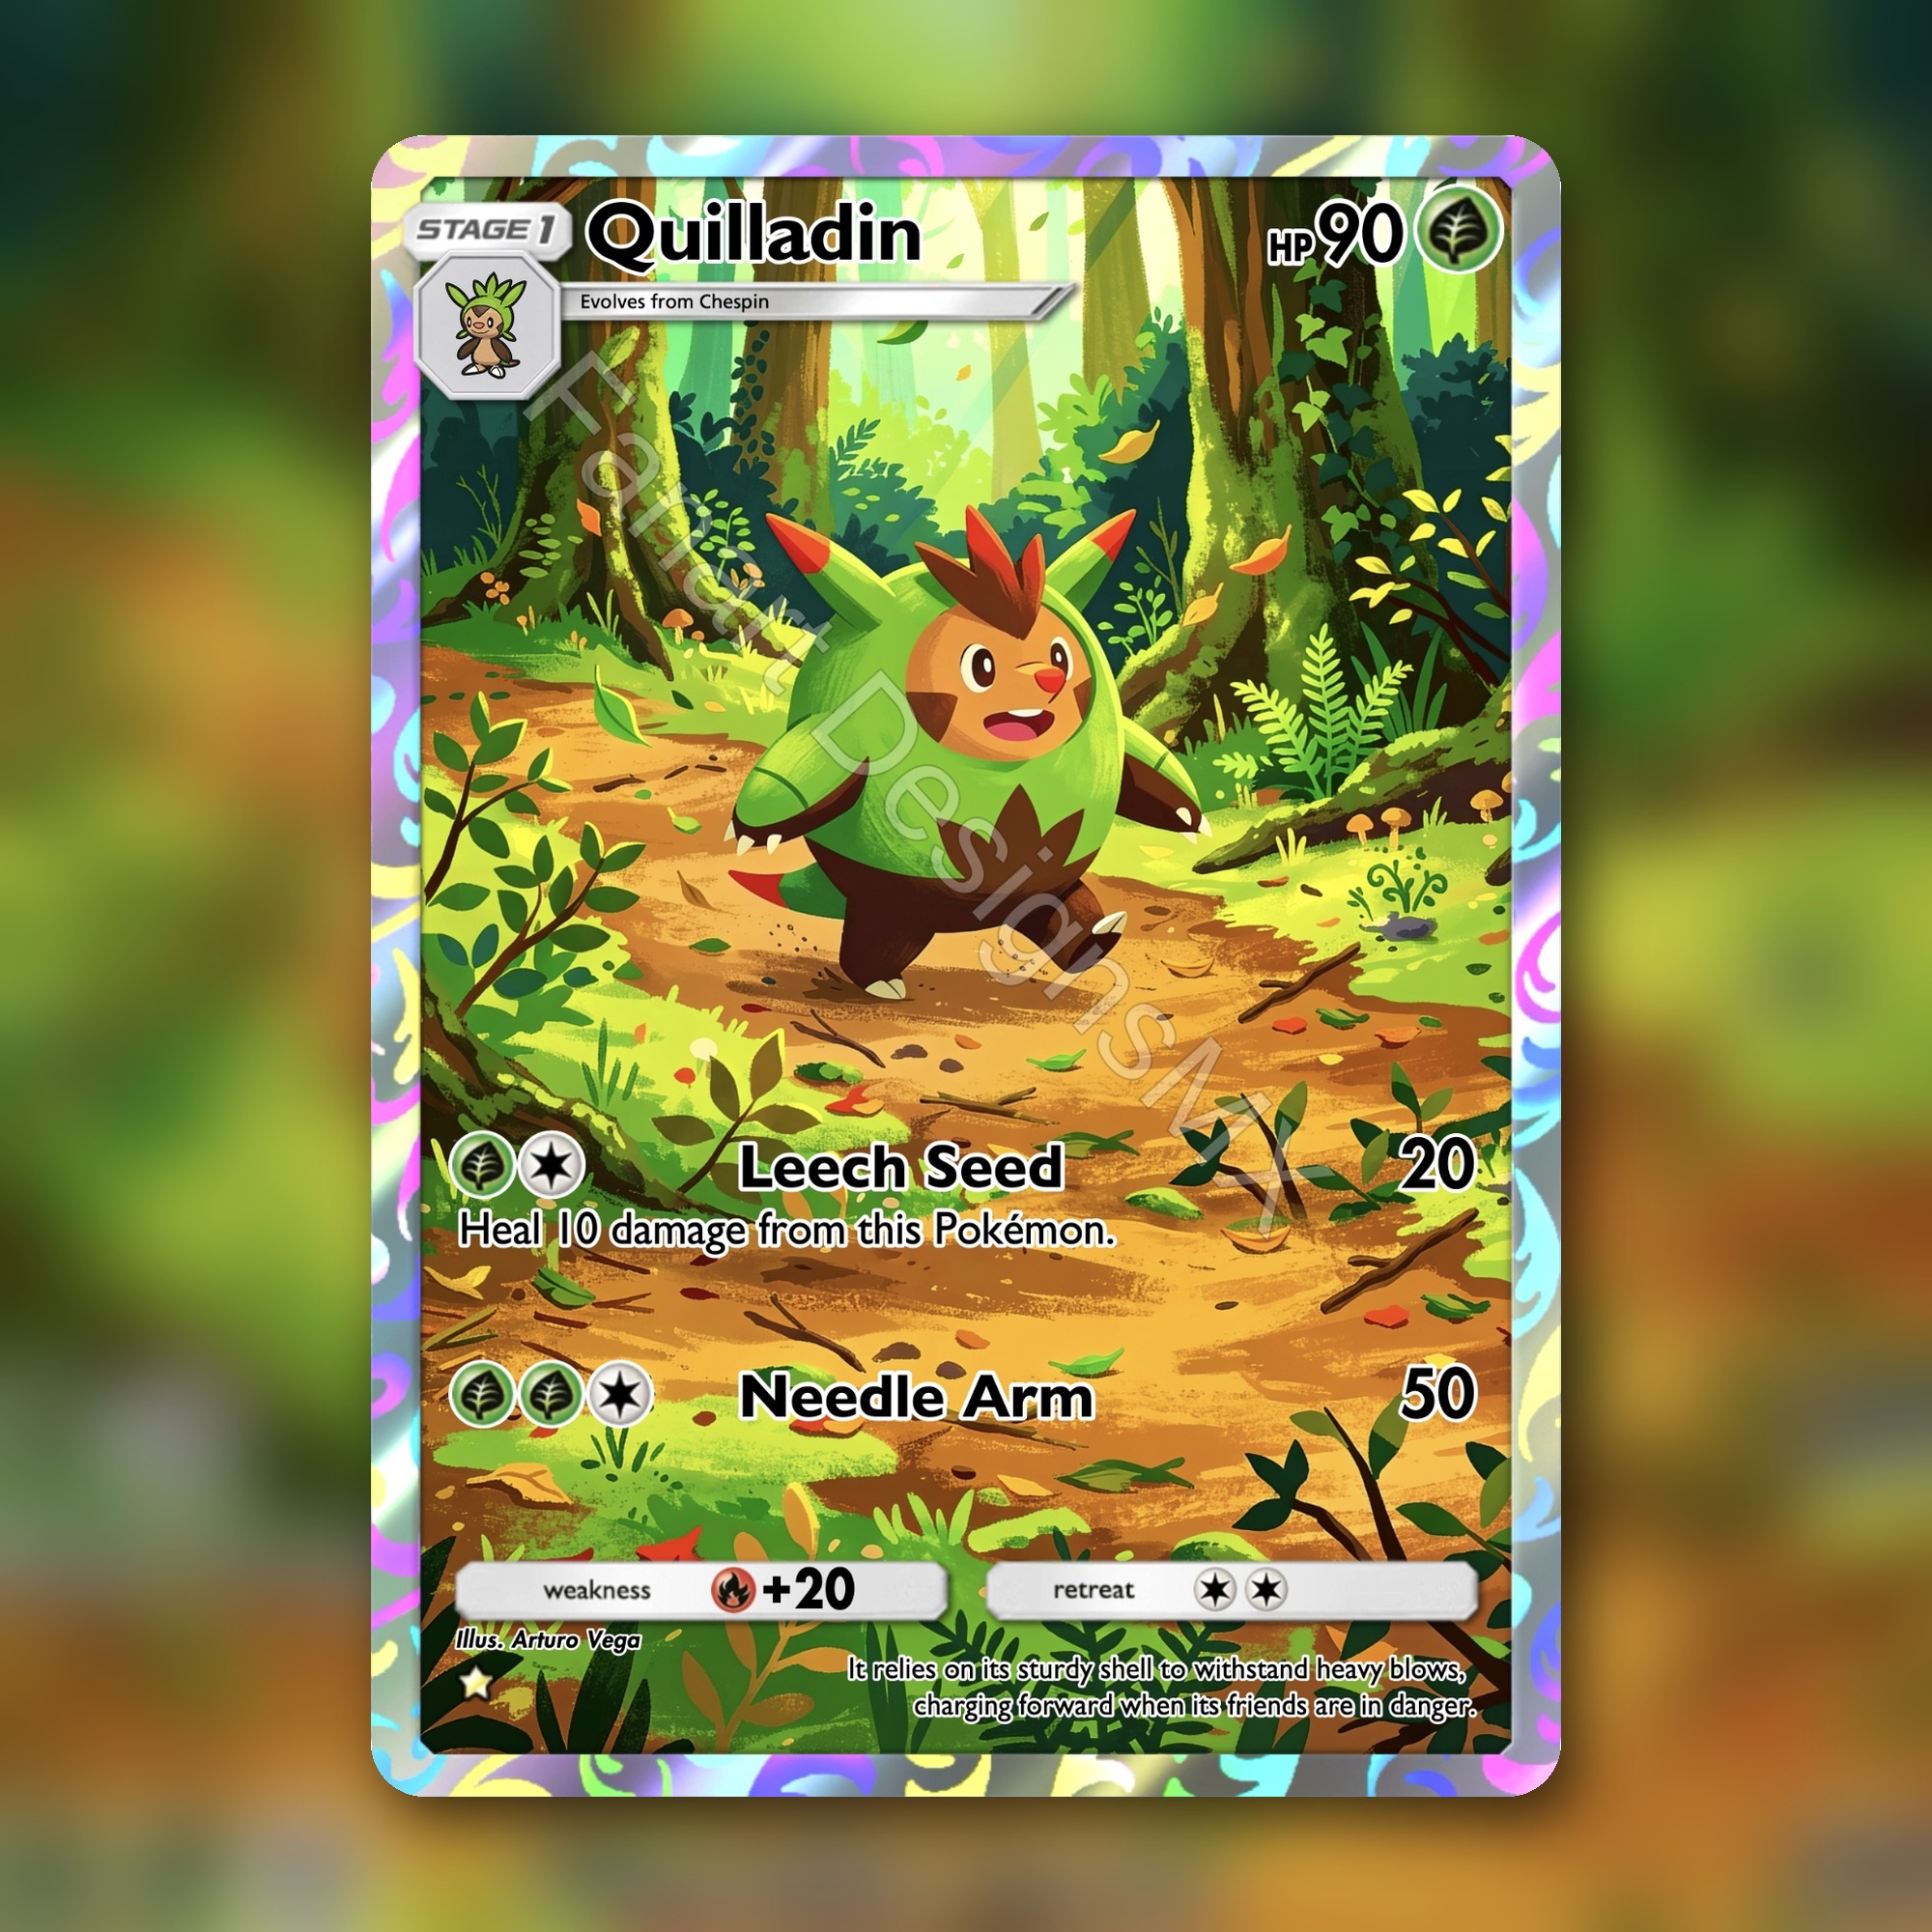 STAGE 1 Quilladin HP 90
Evolves from Chespin
Fanart DesignsMX
Leech Seed 20
Heal 10 damage from this Pokémon.
Needle Arm 50
weakness +20 retreat
Illus. Arturo Vega
It relies on its sturdy shell to withstand heavy blows,
charging forward when its friends are in danger.